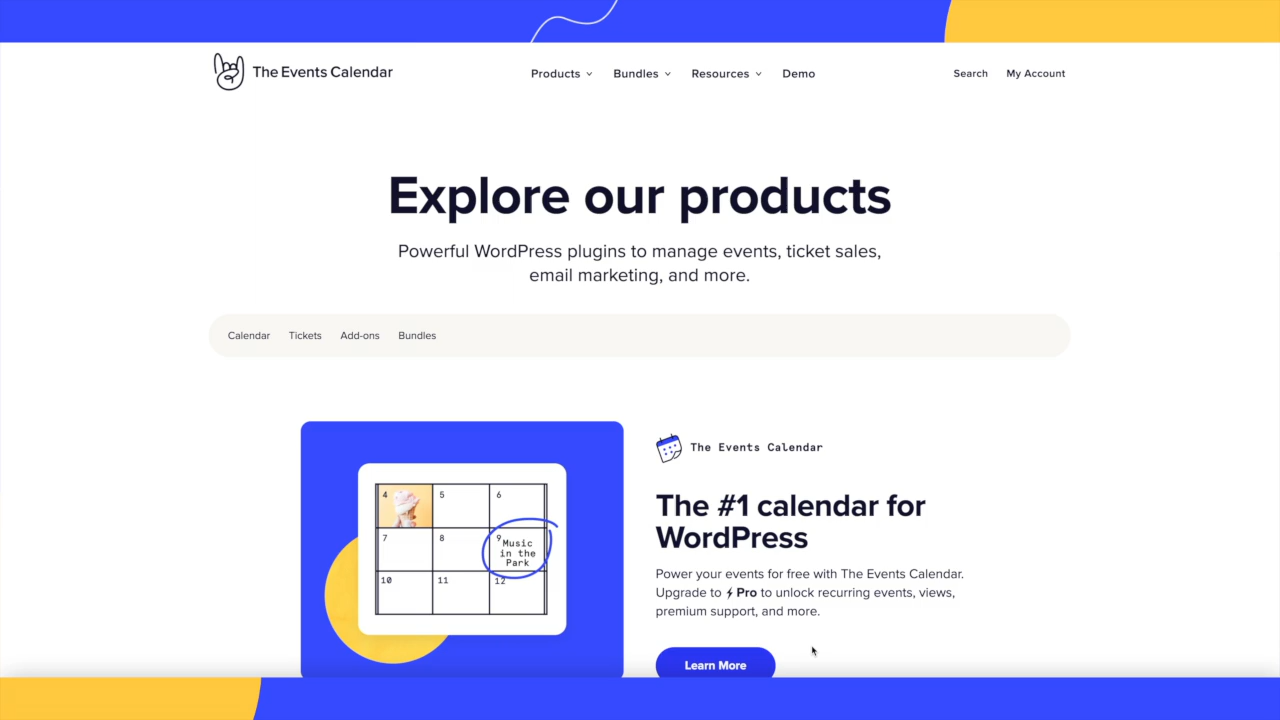 The Events Calendar
Products
Bundles
Resources
Demo
Search
My Account
Explore our products
Powerful WordPress plugins to manage events, ticket sales,
email marketing, and more.
Calendar
Tickets
Add-ons
Bundles
4
5
6
7
8
9
Music
in the
Park
10
11
12
The Events Calendar
The #1 calendar for
WordPress
Power your events for free with The Events Calendar.
Upgrade to Pro to unlock recurring events, views,
premium support, and more.
Learn More